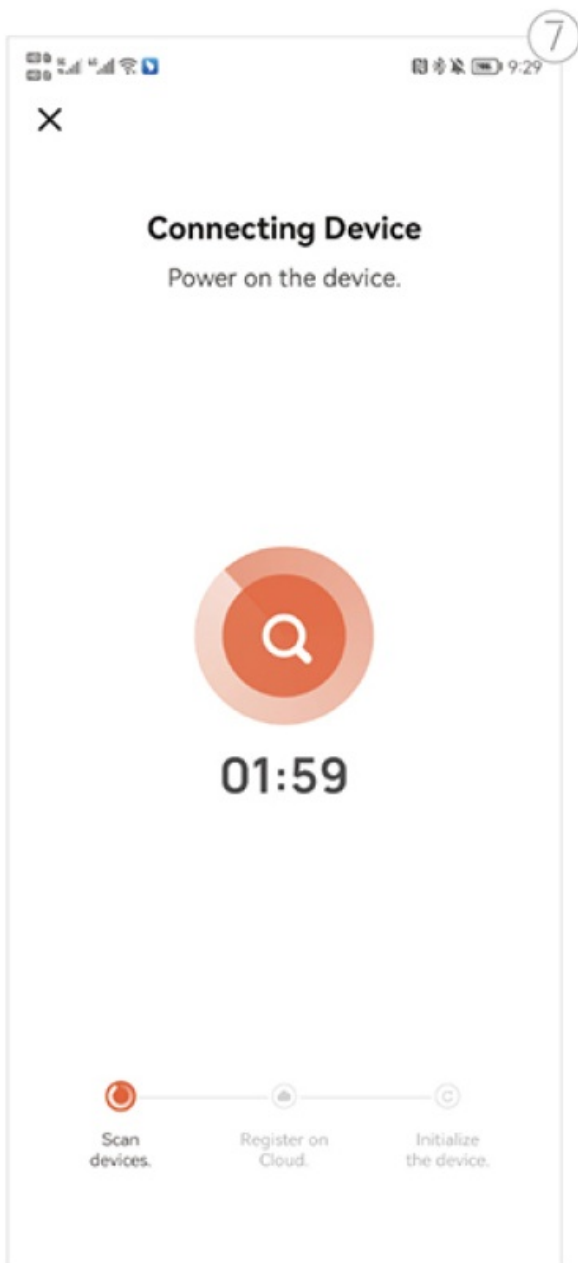 7
9:29
Connecting Device
Power on the device.
01:59
Scan
devices.
Register on
Cloud.
Initialize
the device.